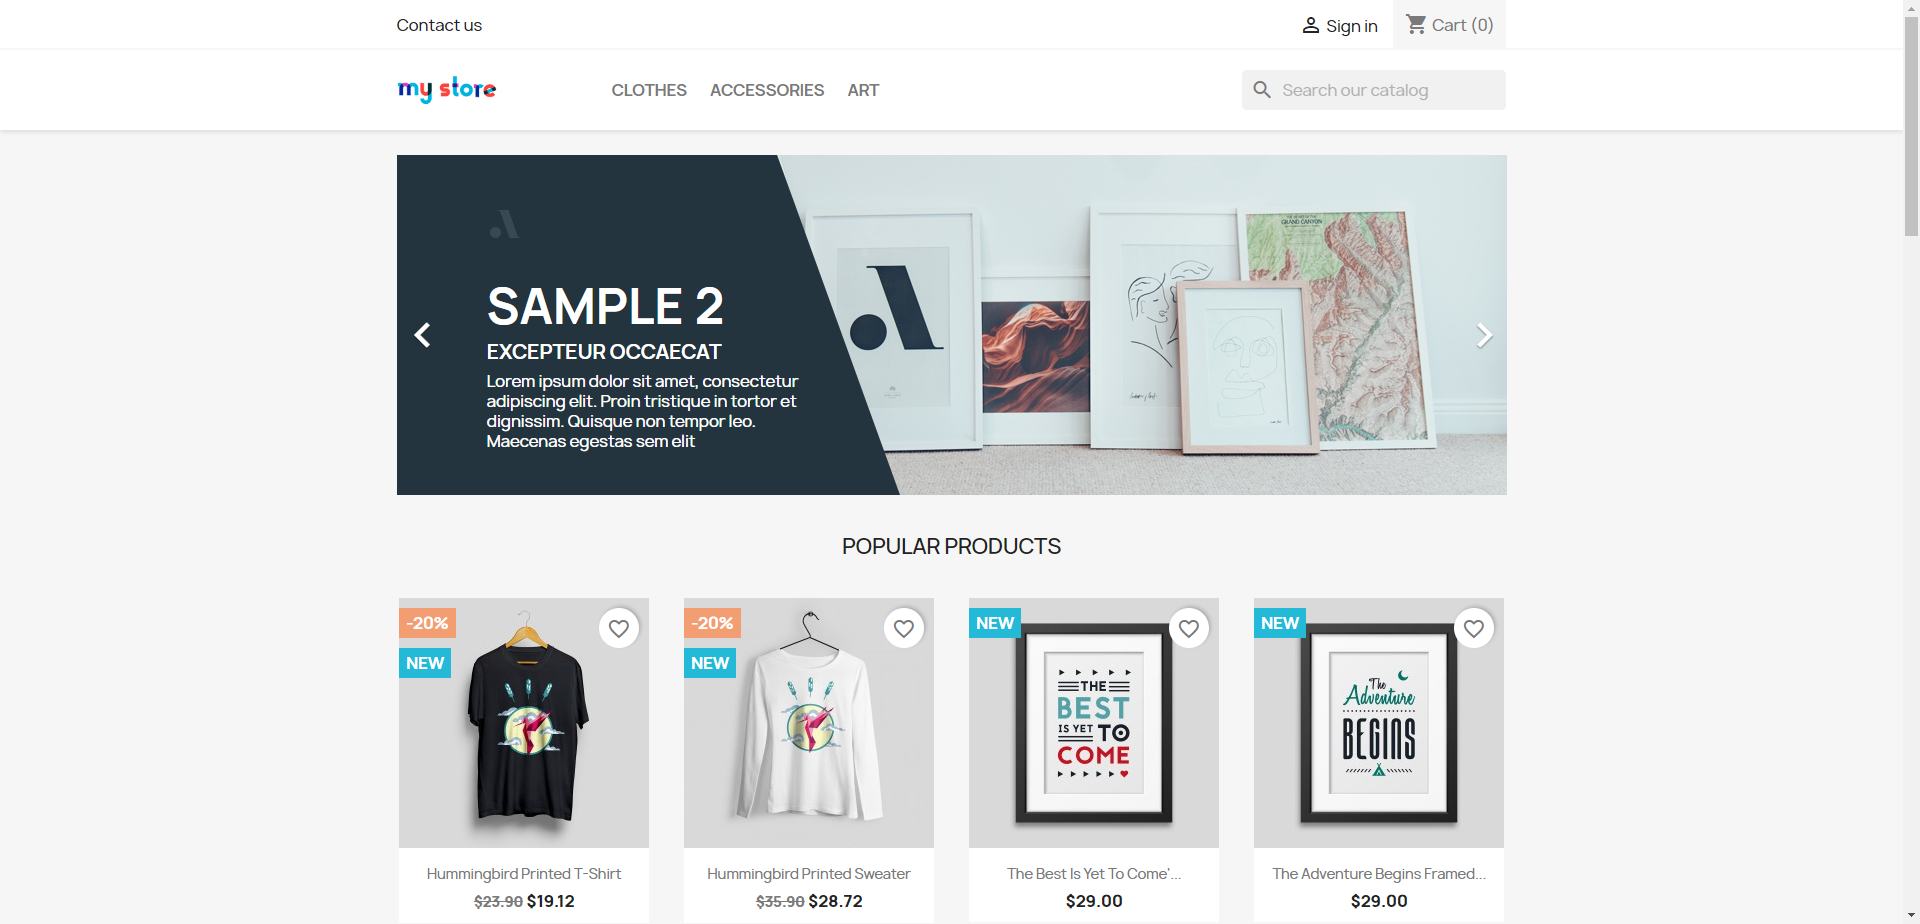 Contact us
Sign in
Cart (0)
my store
CLOTHES
ACCESSORIES
ART
Search our catalog
SAMPLE 2
EXCEPTEUR OCCAECAT
Lorem ipsum dolor sit amet, consectetur
adipiscing elit. Proin tristique in tortor et
dignissim. Quisque non tempor leo.
Maecenas egestas sem elit
GRAND CANYON
POPULAR PRODUCTS
-20%
NEW
Hummingbird Printed T-Shirt
$23.90 $19.12
-20%
NEW
Hummingbird Printed Sweater
$35.90 $28.72
NEW
THE
BEST
IS YET TO
COME
The Best Is Yet To Come'...
$29.00
NEW
The
Adventure
BEGINS
The Adventure Begins Framed...
$29.00